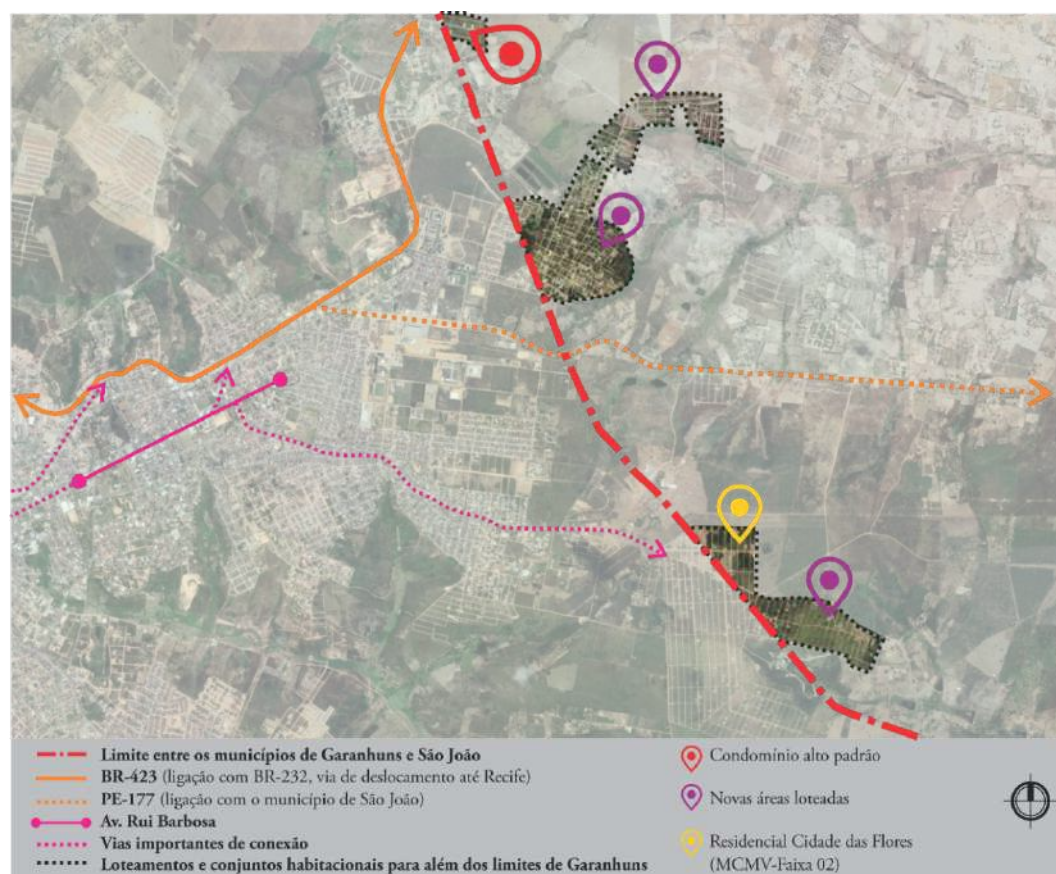 Limite entre os municípios de Garanhuns e São João
BR-423 (ligação com BR-232, via de deslocamento até Recife)
PE-177 (ligação com o município de São João)
Av. Rui Barbosa
Vias importantes de conexão
Loteamentos e conjuntos habitacionais para além dos limites de Garanhuns
Condomínio alto padrão
Novas áreas loteadas
Residencial Cidade das Flores
(MCMV-Faixa 02)